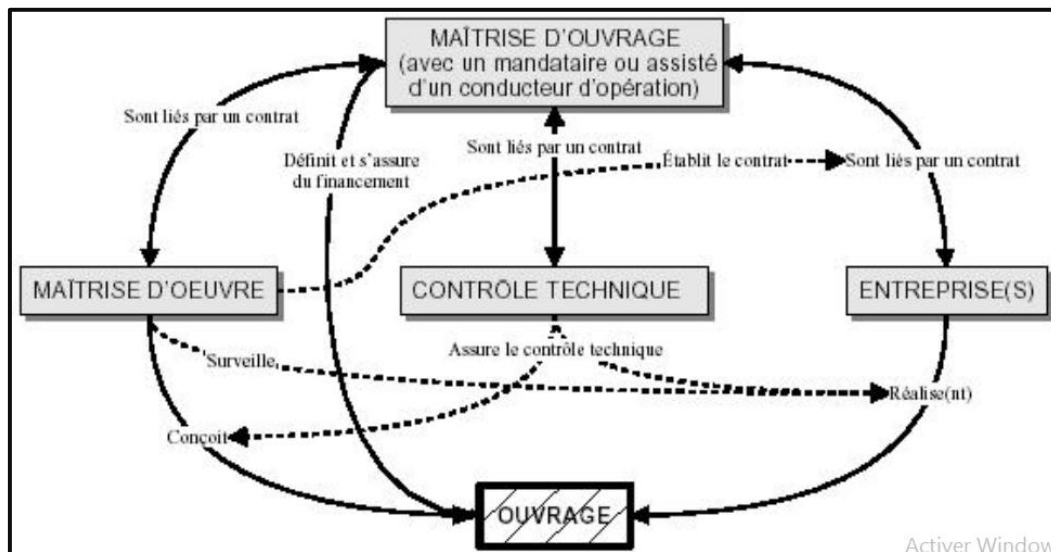 MAÎTRISE D'OUVRAGE
(avec un mandataire ou assisté
d'un conducteur d'opération)
Sont liés par un contrat
Définit et s'assure
du financement
Sont liés par un contrat
Établit le contrat
Sont liés par un contrat
MAÎTRISE D'OEUVRE
CONTRÔLE TECHNIQUE
ENTREPRISE(S)
Surveille
Assure le contrôle technique
Réalise(nt)
Conçoit
OUVRAGE
Activer Window